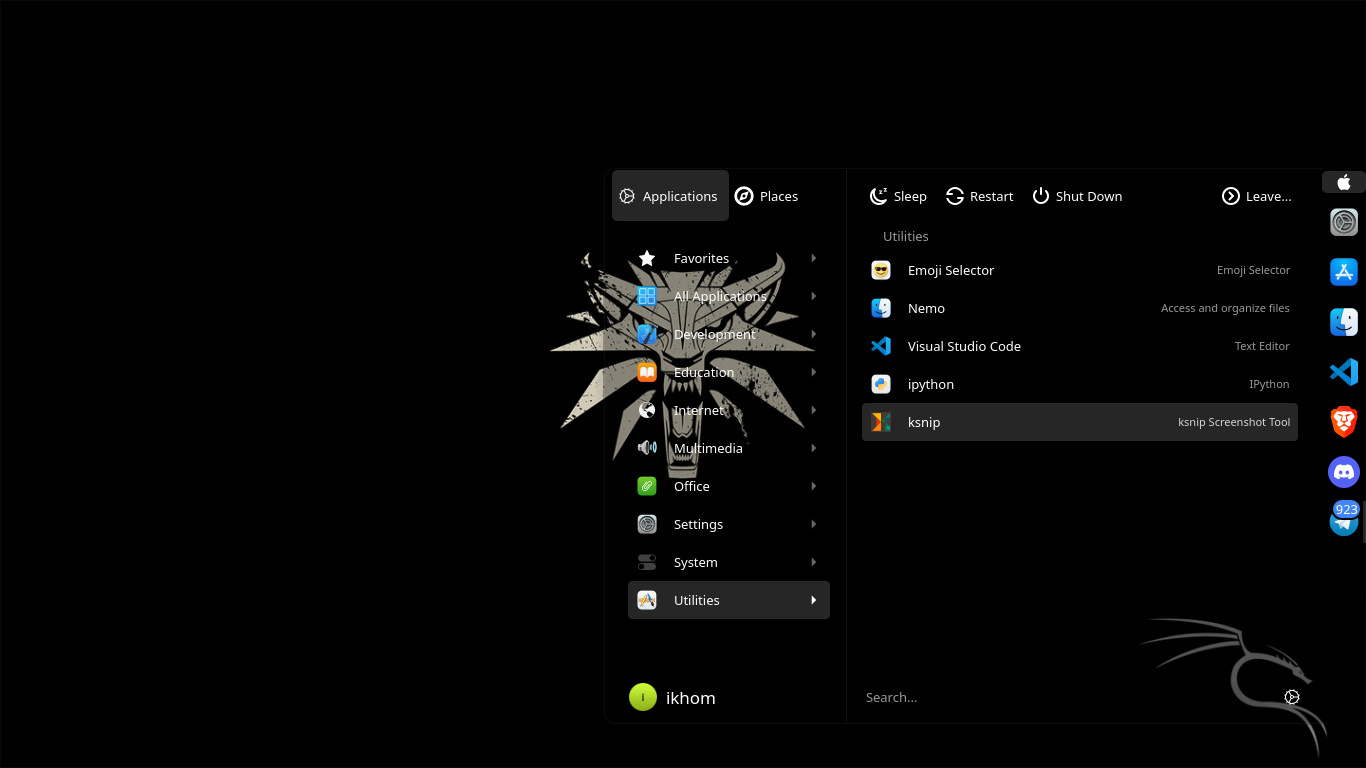 Applications
Places
Sleep
Restart
Shut Down
Leave...
Favorites
All Applications
Development
Education
Internet
Multimedia
Office
Settings
System
Utilities
i
ikhom
Utilities
Emoji Selector Emoji Selector
Nemo Access and organize files
Visual Studio Code Text Editor
ipython IPython
ksnip ksnip Screenshot Tool
Search...
923